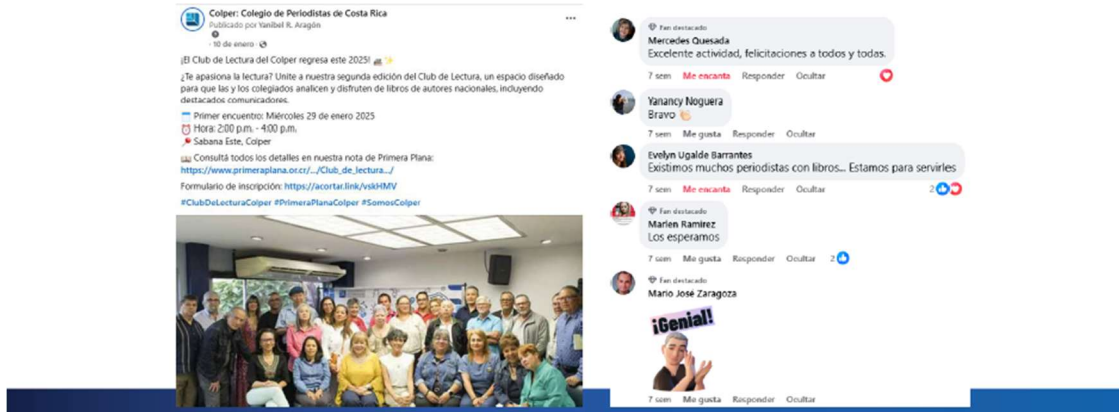 Colper: Colegio de Periodistas de Costa Rica
Publicado por Yanibel R. Aragón
· 10 de enero ·
¡El Club de Lectura del Colper regresa este 2025!
¿Te apasiona la lectura? Unite a nuestra segunda edición del Club de Lectura, un espacio diseñado
para que las y los colegiados analicen y disfruten de libros de autores nacionales, incluyendo
destacados comunicadores.
Primer encuentro: Miércoles 29 de enero 2025
Hora: 2:00 p.m. - 4:00 p.m.
Sabana Este, Colper
Consultá todos los detalles en nuestra nota de Primera Plana:
https://www.primeraplana.or.cr/.../Club_de_lectura.../
Formulario de inscripción: https://acortar.link/vskHMV
#ClubDeLecturaColper #PrimeraPlanaColper #SomosColper
Fan destacado
Mercedes Quesada
Excelente actividad, felicitaciones a todos y todas.
7 sem Me encanta Responder Ocultar
Yanancy Noguera
Bravo 👏🏻
7 sem Me gusta Responder Ocultar
Evelyn Ugalde Barrantes
Existimos muchos periodistas con libros... Estamos para servirles
7 sem Me encanta Responder Ocultar 2
Fan destacado
Marlen Ramírez
Los esperamos
7 sem Me gusta Responder Ocultar 2
Fan destacado
Mario José Zaragoza
¡Genial!
7 sem Me gusta Responder Ocultar